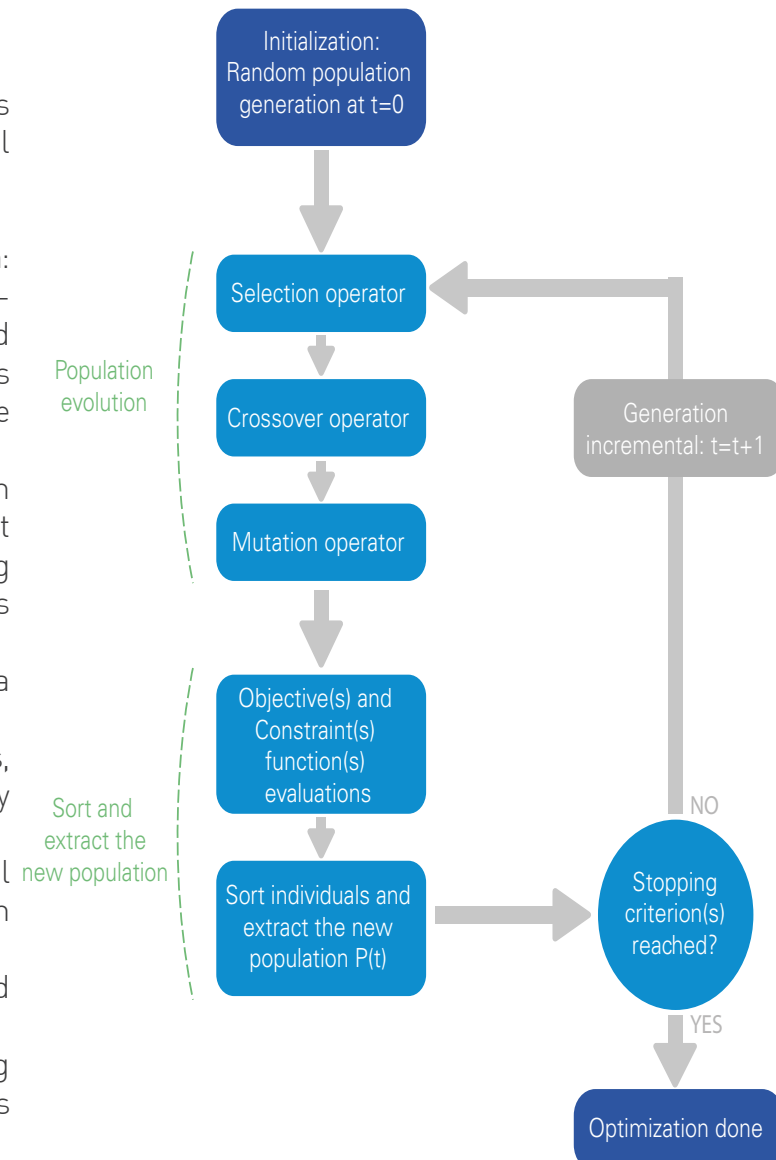 Initialization:
Random population
generation at t=0
Selection operator
Population
evolution
Crossover operator
Generation
incremental: t=t+1
Mutation operator
Objective(s) and
Constraint(s)
function(s)
evaluations
Sort and
extract the
new population
Sort individuals and
extract the new
population P(t)
NO
Stopping
criterion(s)
reached?
YES
Optimization done